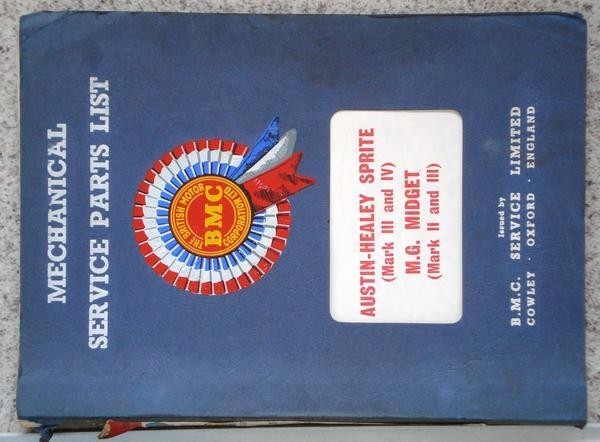 MECHANICAL
SERVICE PARTS LIST
THE BRITISH MOTOR
BMC
CORPORATION LTD
AUSTIN-HEALEY SPRITE
(Mark III and IV)
M.G. MIDGET
(Mark II and III)
Issued by
B.M.C. SERVICE LIMITED
COWLEY · OXFORD · ENGLAND